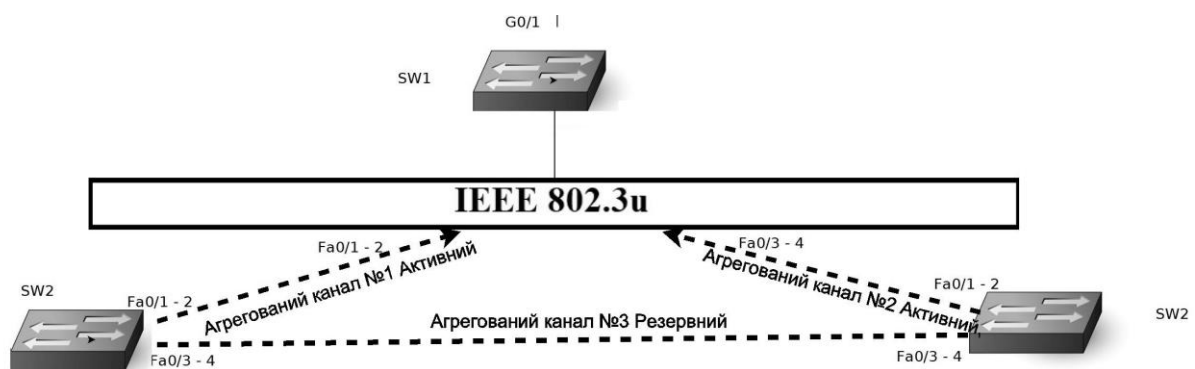 G0/1
SW1
IEEE 802.3u
Fa0/1 - 2
Fa0/3 - 4
SW2
Fa0/1 - 2
Агрегований канал №1 Активний
Агрегований канал №2 Активний
Fa0/1 - 2
SW2
Агрегований канал №3 Резервний
Fa0/3 - 4
Fa0/3 - 4